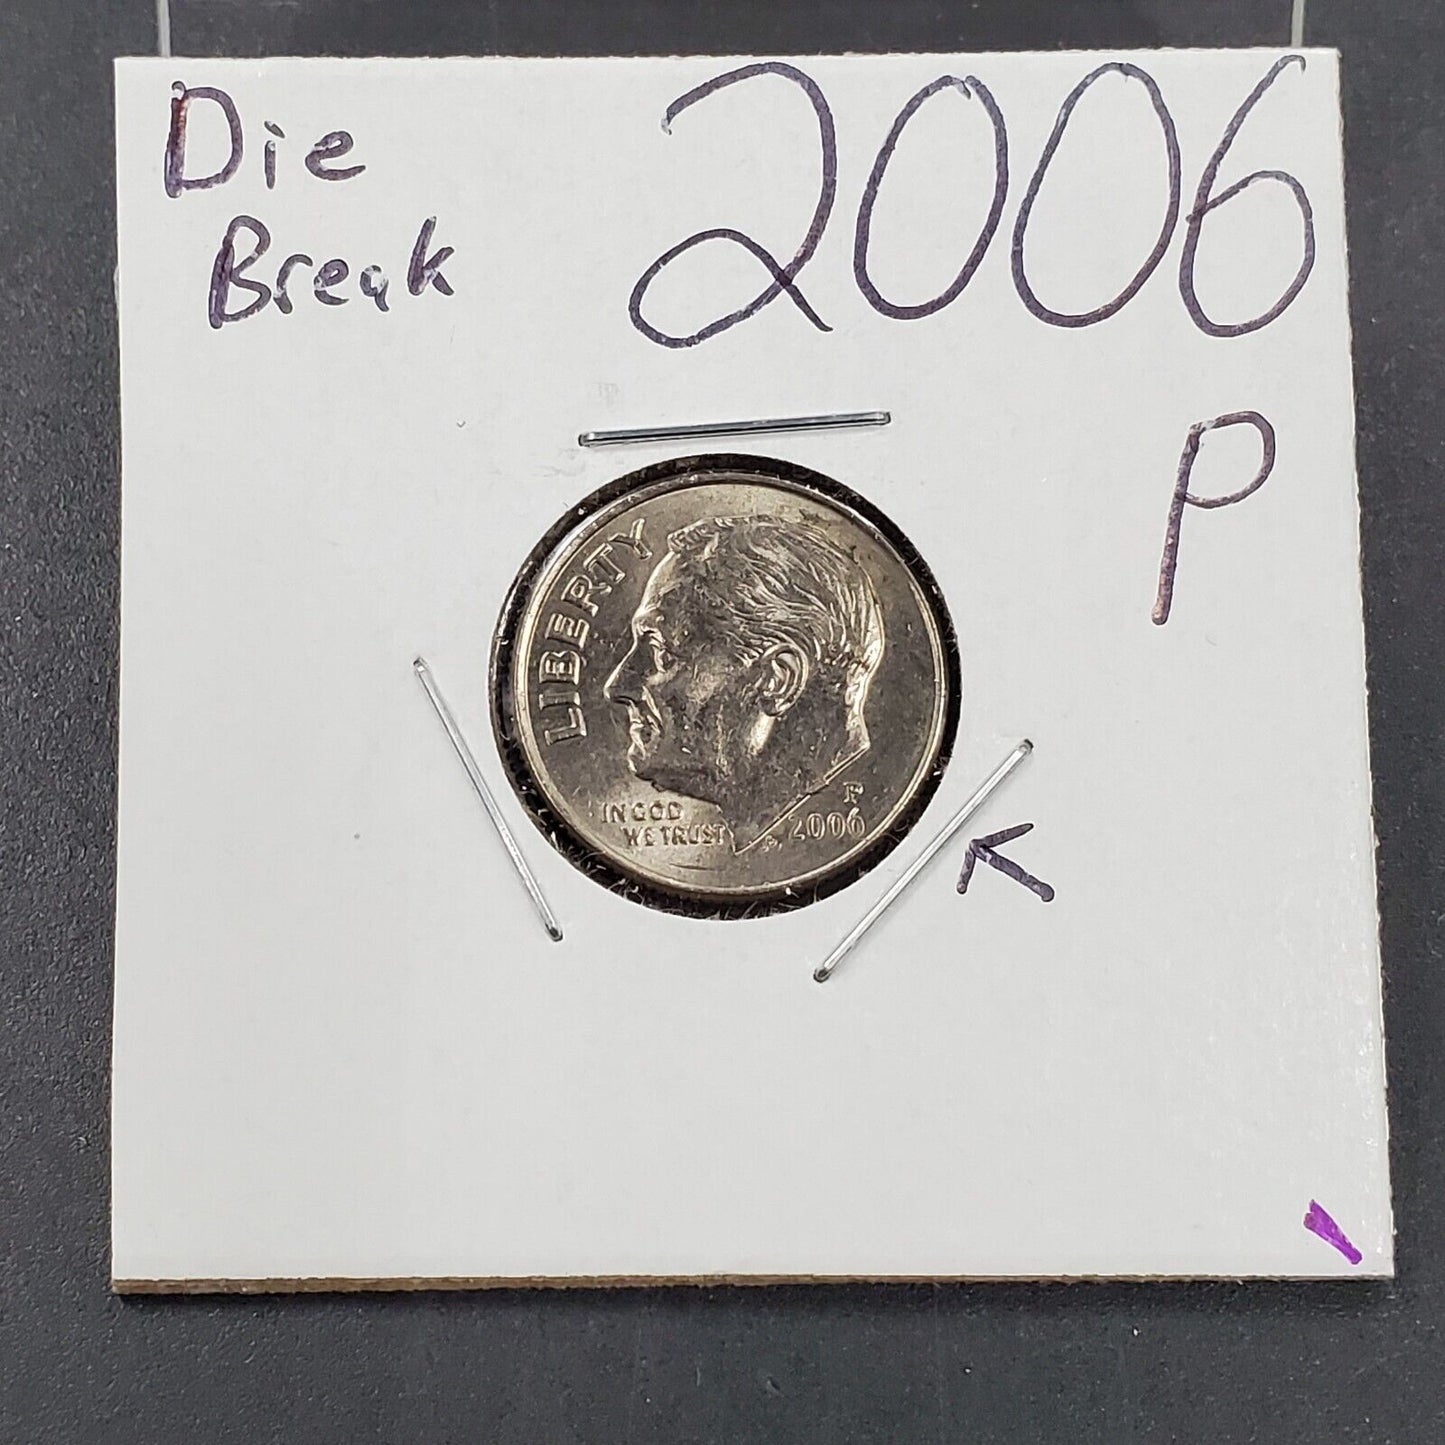 Die
Break
2006
P
LIBERTY
IN GOD
WE TRUST
P
2006